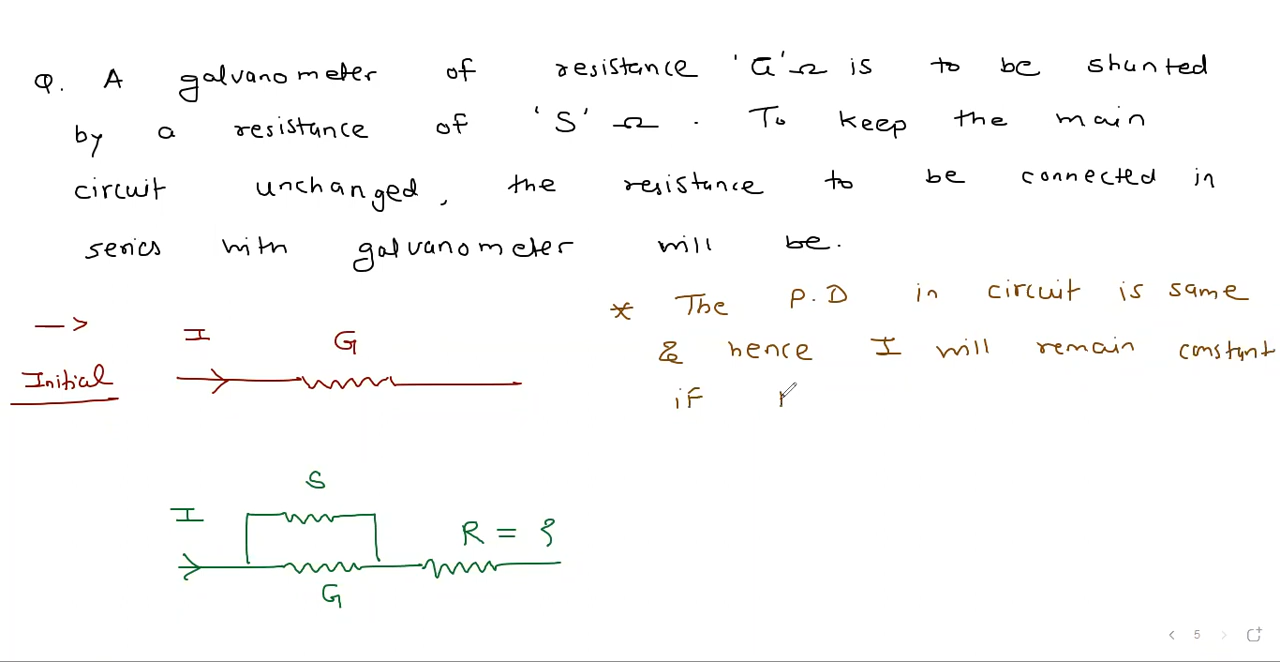 Q. A galvanometer of resistance 'G' Ω is to be shunted
by a resistance of 'S' Ω. To keep the main
circuit unchanged, the resistance to be connected in
series with galvanometer will be.
* The P.D in circuit is same
& hence I will remain constant
if
→
Initial
I
G
S
I
R = ?
G
5